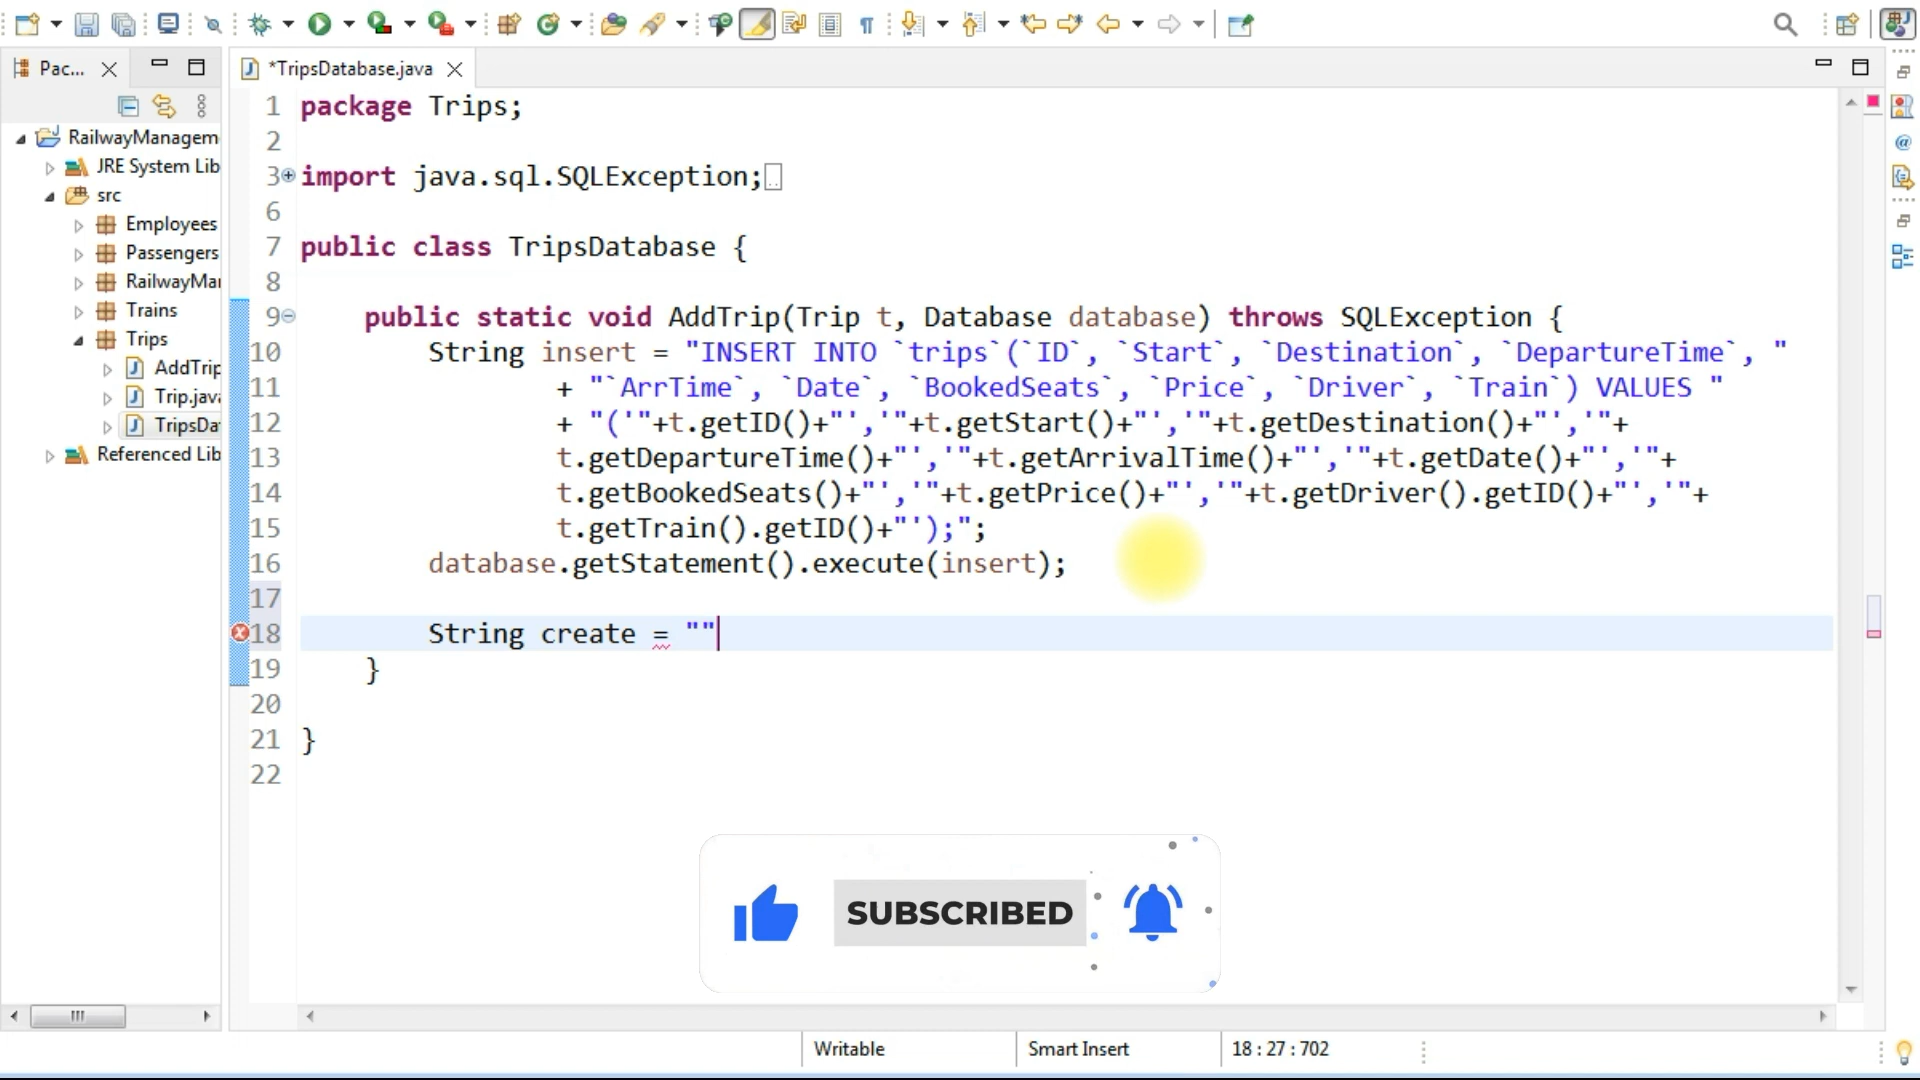 Pac...
*TripsDatabase.java
RailwayManagem
JRE System Lib
src
Employees
Passengers
RailwayMar
Trains
Trips
AddTrip
Trip.java
TripsDat
Referenced Lib
1 package Trips;
2
3 import java.sql.SQLException;
6
7 public class TripsDatabase {
8
9 public static void AddTrip(Trip t, Database database) throws SQLException {
10 String insert = "INSERT INTO `trips`(`ID`, `Start`, `Destination`, `DepartureTime`, "
11 + "`ArrTime`, `Date`, `BookedSeats`, `Price`, `Driver`, `Train`) VALUES "
12 + "('"+t.getID()+"','"+t.getStart()+"','"+t.getDestination()+"','"+
13 t.getDepartureTime()+"','"+t.getArrivalTime()+"','"+t.getDate()+"','"+
14 t.getBookedSeats()+"','"+t.getPrice()+"','"+t.getDriver().getID()+"','"+
15 t.getTrain().getID()+"');";
16 database.getStatement().execute(insert);
17
18 String create = ""
19 }
20
21 }
22
SUBSCRIBED
Writable
Smart Insert
18 : 27 : 702